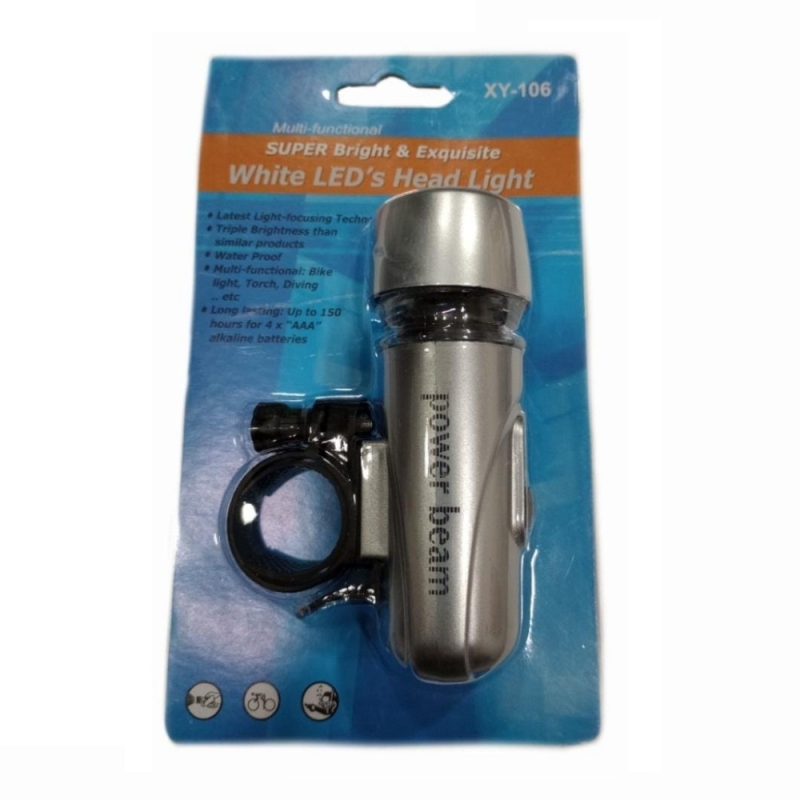 XY-106
Multi-functional
SUPER Bright & Exquisite
White LED's Head Light
Latest Light-focusing Techn
Triple Brightness than
similar products
Water Proof
Multi-functional: Bike
light, Torch, Diving
.. etc
Long lasting: Up to 150
hours for 4 x "AAA"
alkaline batteries
power beam